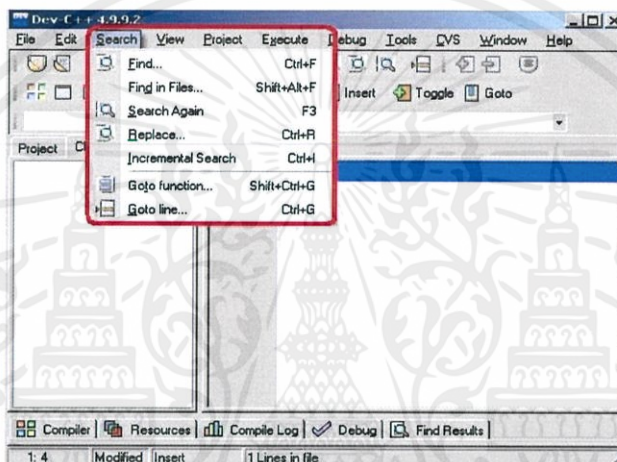 Dev-C++ 4.9.9.2
File Edit Search View Project Execute Debug Tools CVS Window Help
Find... Ctrl+F
Find in Files... Shift+Alt+F
Insert Toggle Goto
Search Again F3
Replace... Ctrl+R
Incremental Search Ctrl+I
Project
Goto function... Shift+Ctrl+G
Goto line... Ctrl+G
Compiler Resources Compile Log Debug Find Results
1: 4 Modified Insert 1 Lines in file